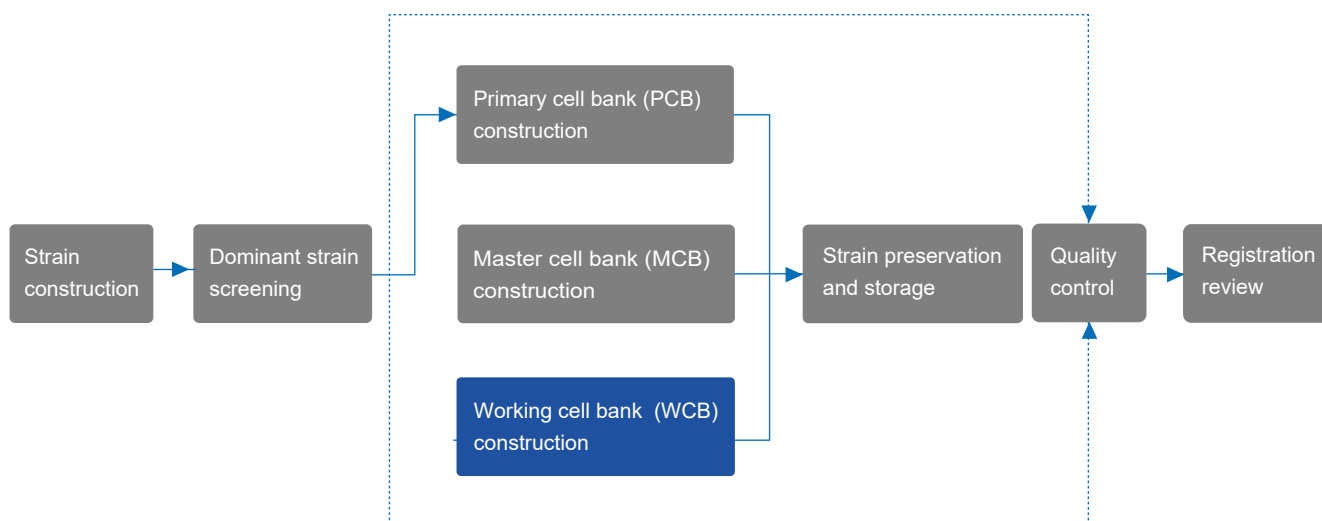 Strain
construction
Dominant strain
screening
Primary cell bank (PCB)
construction
Master cell bank (MCB)
construction
Working cell bank  (WCB)
construction
Strain preservation
and storage
Quality
control
Registration
review